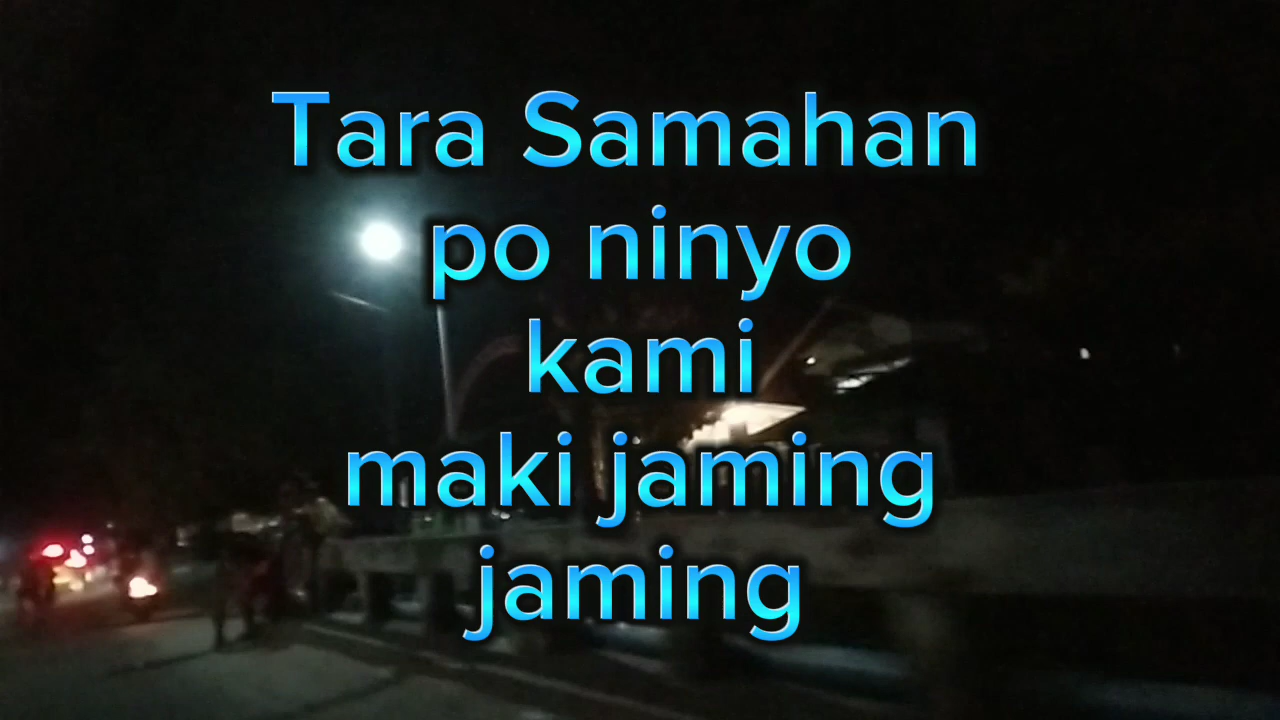 Tara Samahan
po ninyo
kami
maki jaming
jaming